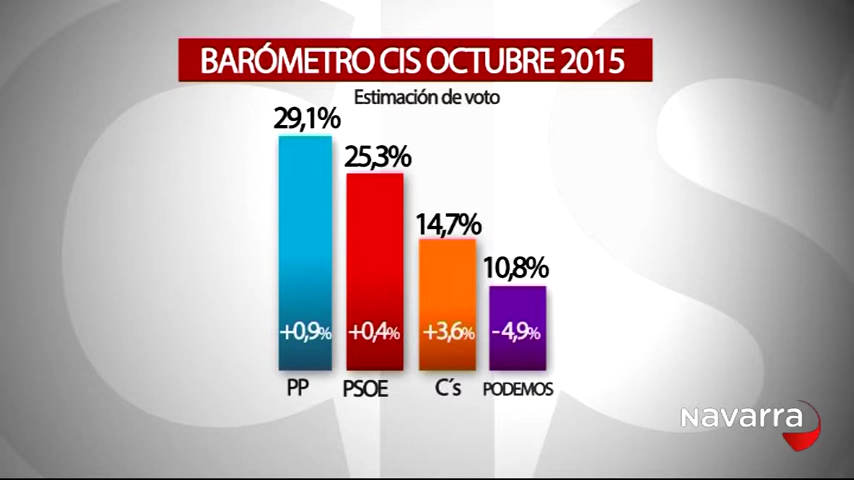 BARÓMETRO CIS OCTUBRE 2015
Estimación de voto
29,1%
25,3%
14,7%
10,8%
+0,9%
+0,4%
+3,6%
-4,9%
PP
PSOE
C´s
PODEMOS
Navarra
CIS